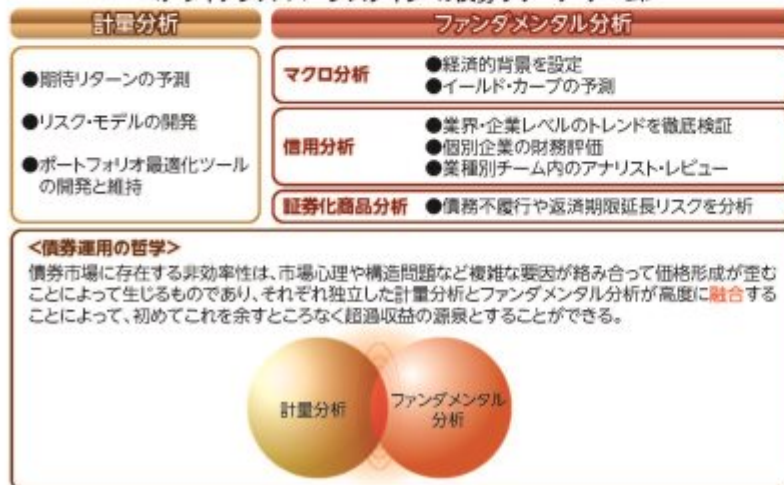 計量分析
●期待リターンの予測
●リスク・モデルの開発
●ポートフォリオ最適化ツール
の開発と維持
ファンダメンタル分析
マクロ分析
●経済的背景を設定
●イールド・カーブの予測
信用分析
●業界・企業レベルのトレンドを徹底検証
●個別企業の財務評価
●業種別チーム内のアナリスト・レビュー
証券化商品分析
●債務不履行や返済期限延長リスクを分析
<債券運用の哲学>
債券市場に存在する非効率性は、市場心理や構造問題など複雑な要因が絡み合って価格形成が歪む
ことによって生じるものであり、それぞれ独立した計量分析とファンダメンタル分析が高度に融合する
ことによって、初めてこれを余すところなく超過収益の源泉とすることができる。
計量分析
ファンダメンタル
分析